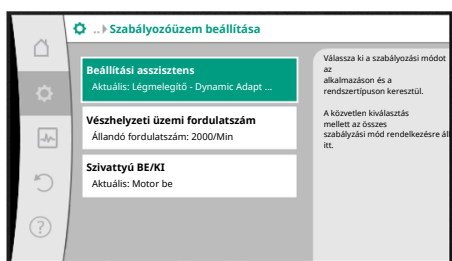 .. Szabályozóüzem beállítása
Beállítási asszisztens
Aktuális: Légmelegítő - Dynamic Adapt ...
Vészhelyzeti üzemi fordulatszám
Állandó fordulatszám: 2000/Min
Szivattyú BE/KI
Aktuális: Motor be
Válassza ki a szabályozási módot
az
alkalmazáson és a
rendszertípuson keresztül.
A közvetlen kiválasztás
mellett az összes
szabályzási mód rendelkezésre áll
itt.
?